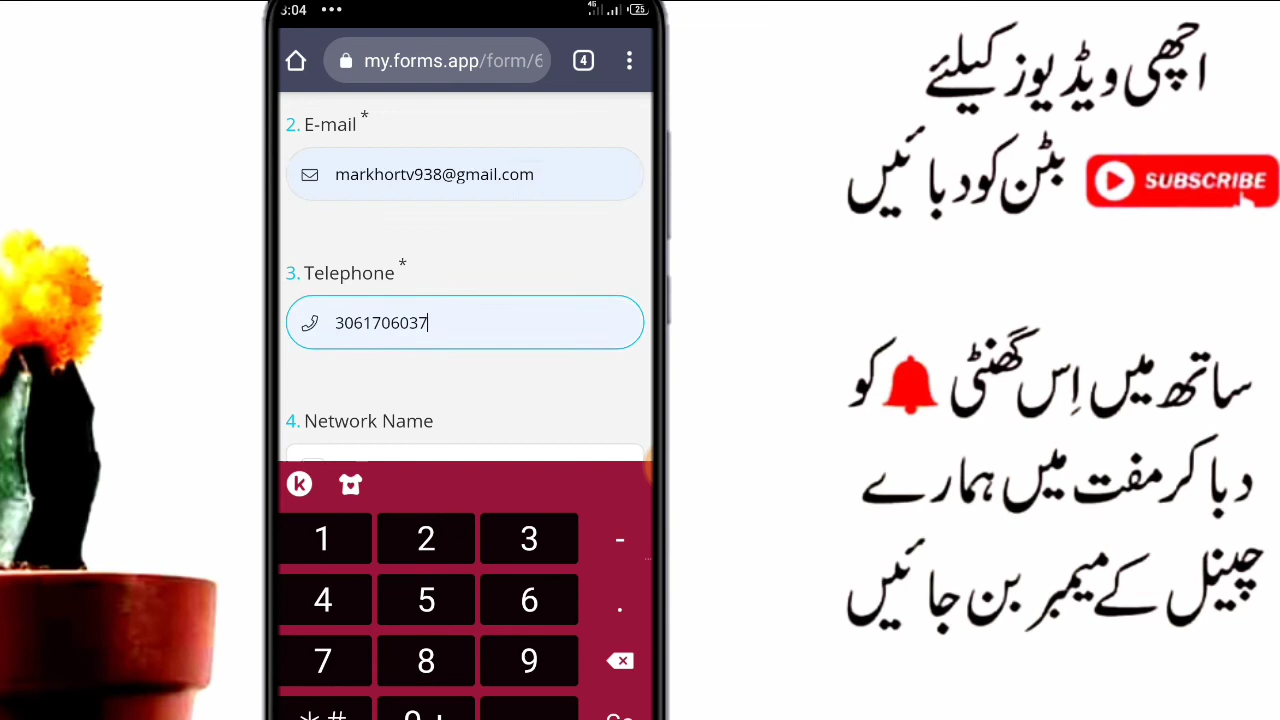 3:04
4G
25
my.forms.app/form/6
4
2. E-mail *
markhortv938@gmail.com
3. Telephone *
3061706037
4. Network Name
k
1 2 3 -
4 5 6 .
7 8 9
اچھی ویڈیوز کیلئے
بٹن کو دبائیں SUBSCRIBE
ساتھ میں اِس گھنٹی کو
دبا کر مفت میں ہمارے
چینل کے میمبر بن جائیں